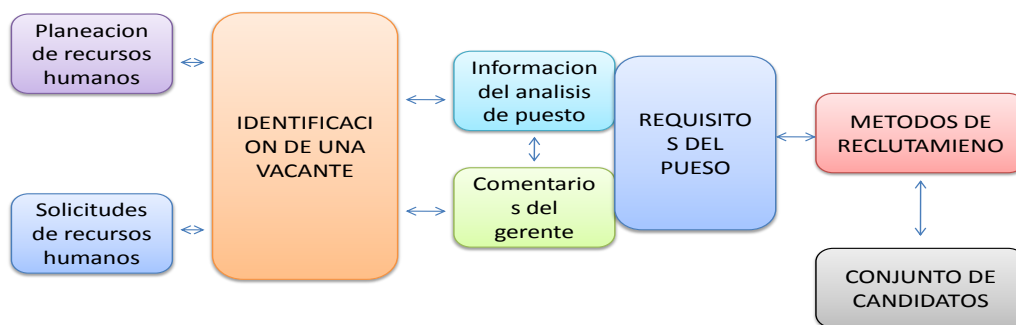 Planeacion
de recursos
humanos
Solicitudes
de recursos
humanos
IDENTIFICACI
ON DE UNA
VACANTE
Informacion
del analisis
de puesto
Comentario
s del
gerente
REQUISITO
S DEL
PUESO
METODOS DE
RECLUTAMIENO
CONJUNTO DE
CANDIDATOS